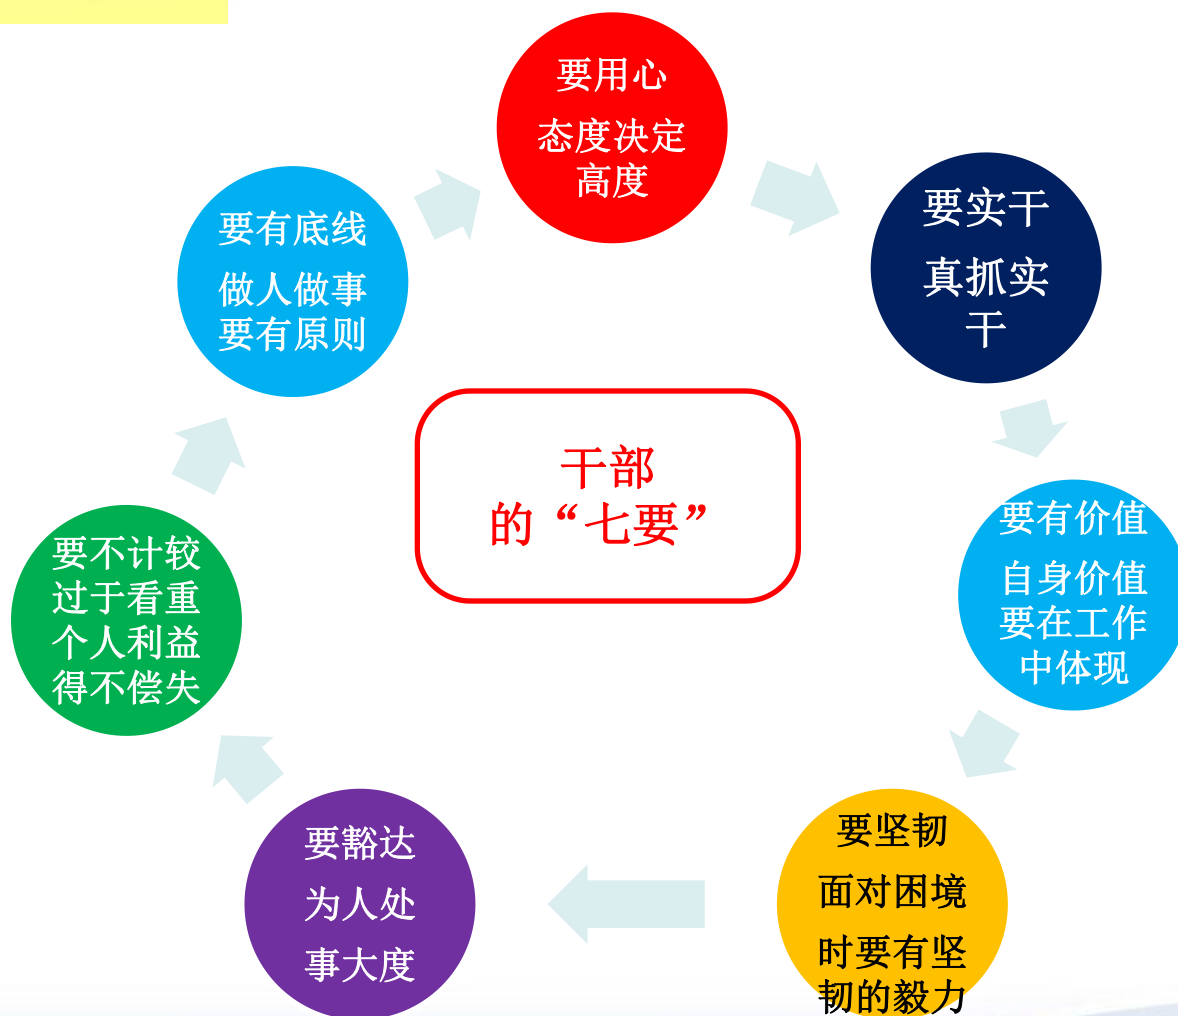 要用心
态度决定
高度
要实干
真抓实
干
要有价值
自身价值
要在工作
中体现
要坚韧
面对困境
时要有坚
韧的毅力
要豁达
为人处
事大度
要不计较
过于看重
个人利益
得不偿失
要有底线
做人做事
要有原则
干部
的“七要”